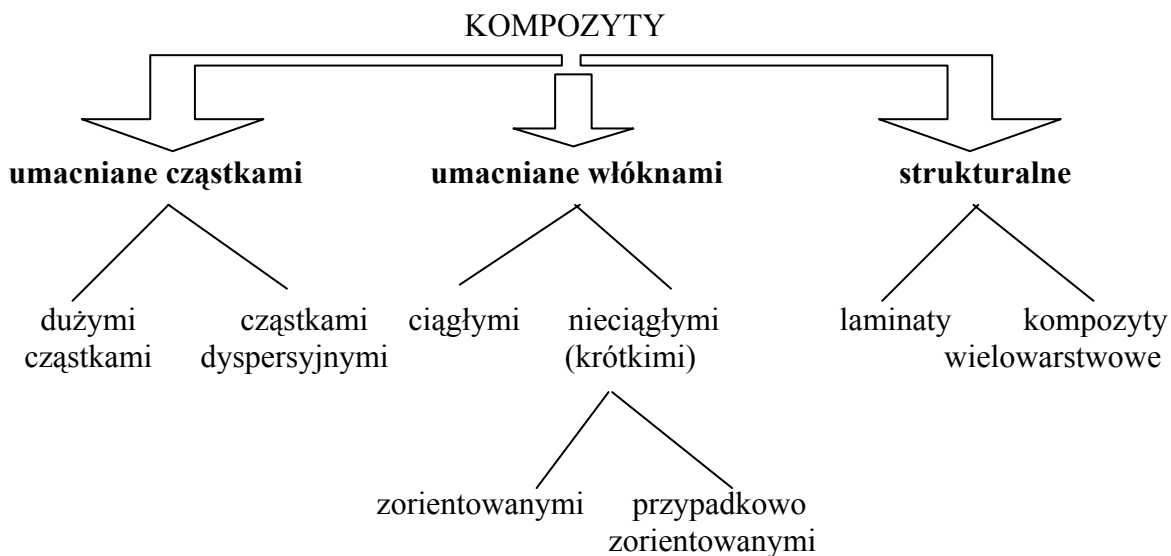 KOMPOZYTY
umacniane cząstkami
umacniane włóknami
strukturalne
dużymi
cząstkami
cząstkami
dyspersyjnymi
ciągłymi
nieciągłymi
(krótkimi)
laminaty
kompozyty
wielowarstwowe
zorientowanymi
przypadkowo
zorientowanymi